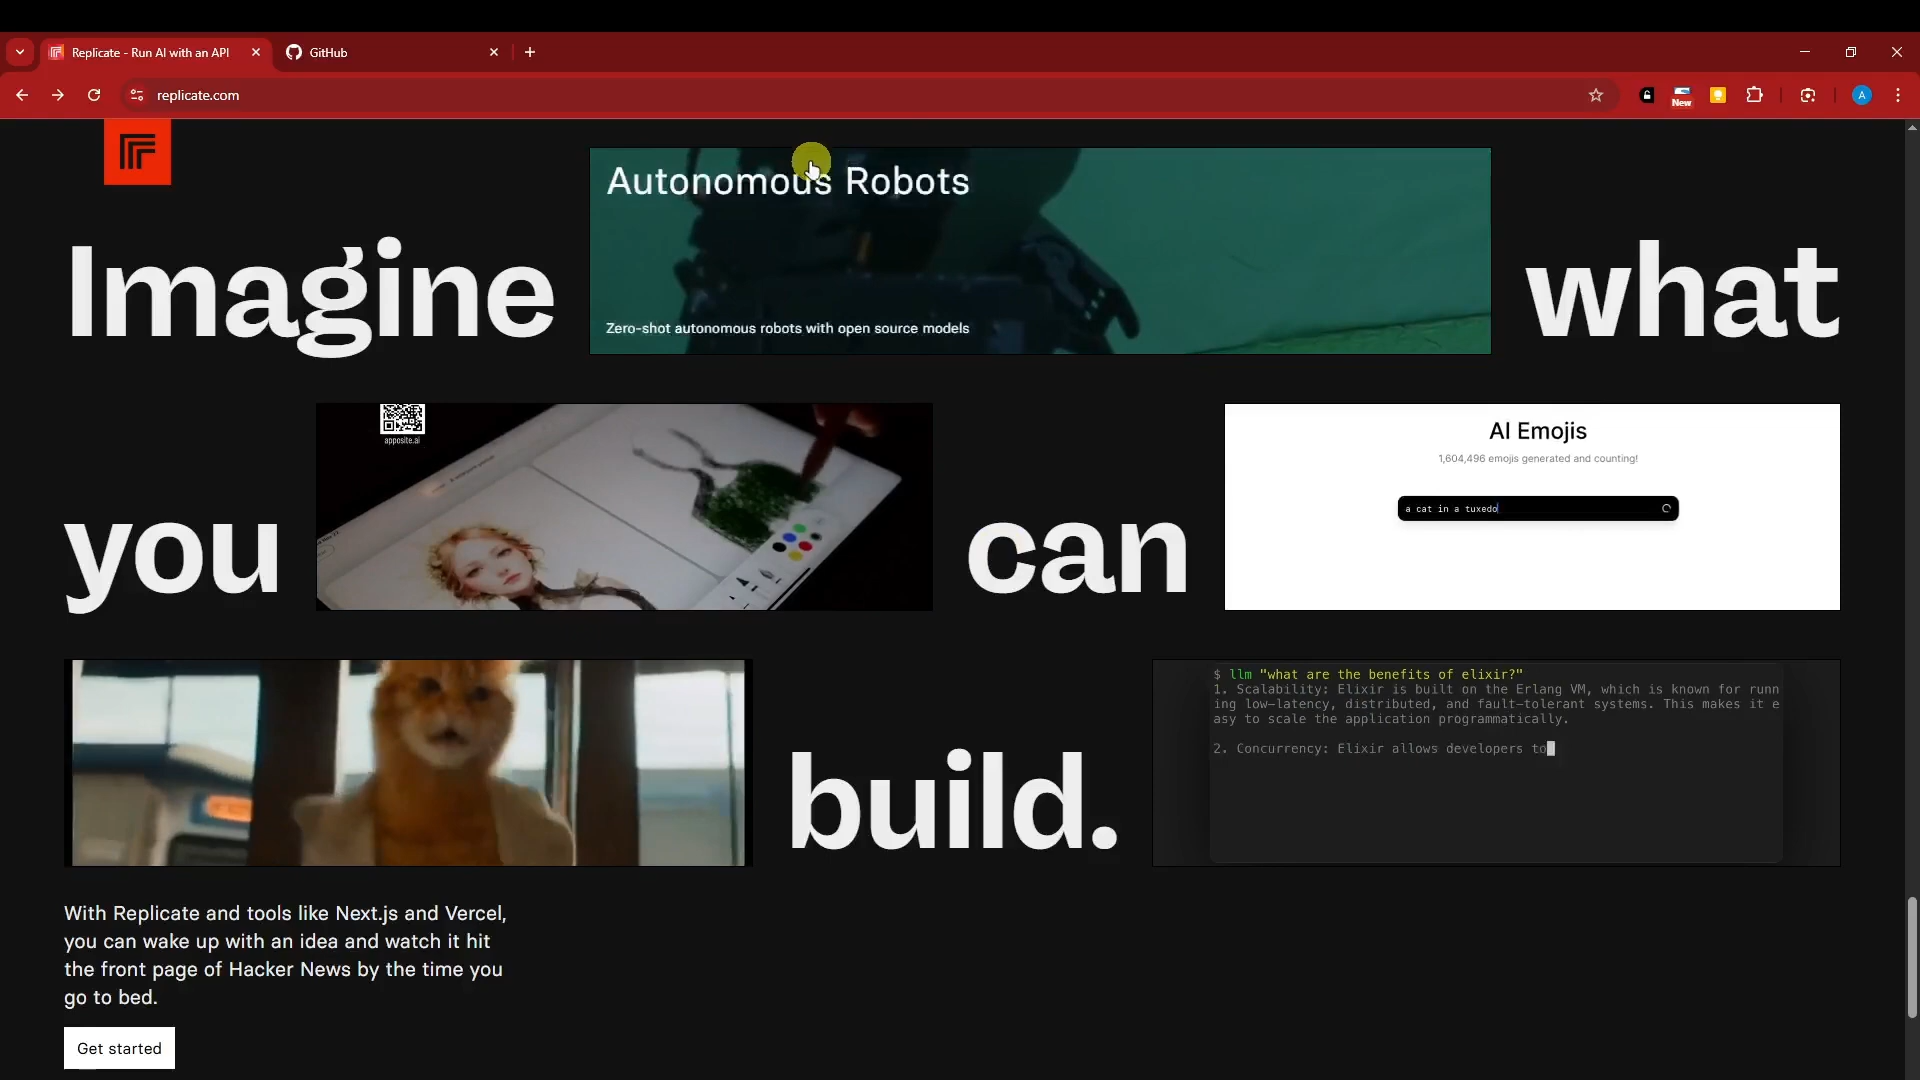 Replicate - Run AI with an API
GitHub
replicate.com
New
A
Autonomous Robots
Zero-shot autonomous robots with open source models
Imagine
what
you
apposite.ai
can
AI Emojis
1,604,496 emojis generated and counting!
a cat in a tuxedo
build.
$ llm "what are the benefits of elixir?"
1. Scalability: Elixir is built on the Erlang VM, which is known for runn
ing low-latency, distributed, and fault-tolerant systems. This makes it e
asy to scale the application programmatically.
2. Concurrency: Elixir allows developers to
With Replicate and tools like Next.js and Vercel,
you can wake up with an idea and watch it hit
the front page of Hacker News by the time you
go to bed.
Get started